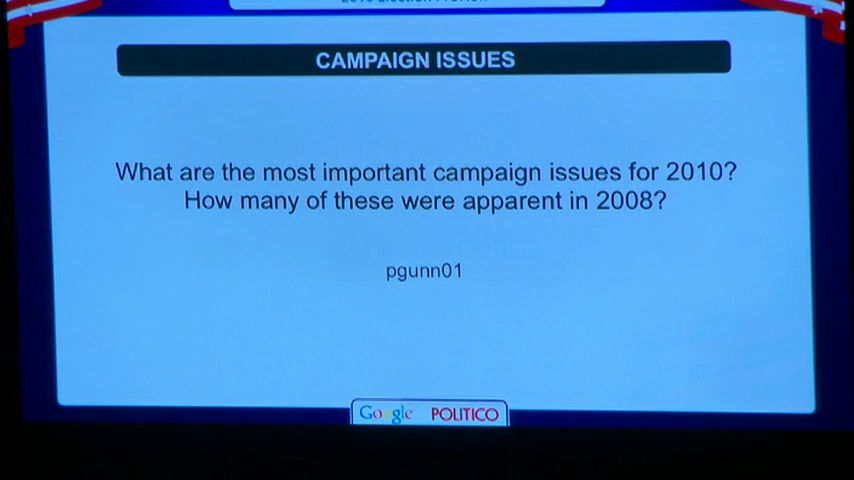 CAMPAIGN ISSUES
What are the most important campaign issues for 2010?
How many of these were apparent in 2008?
pgunn01
Google POLITICO